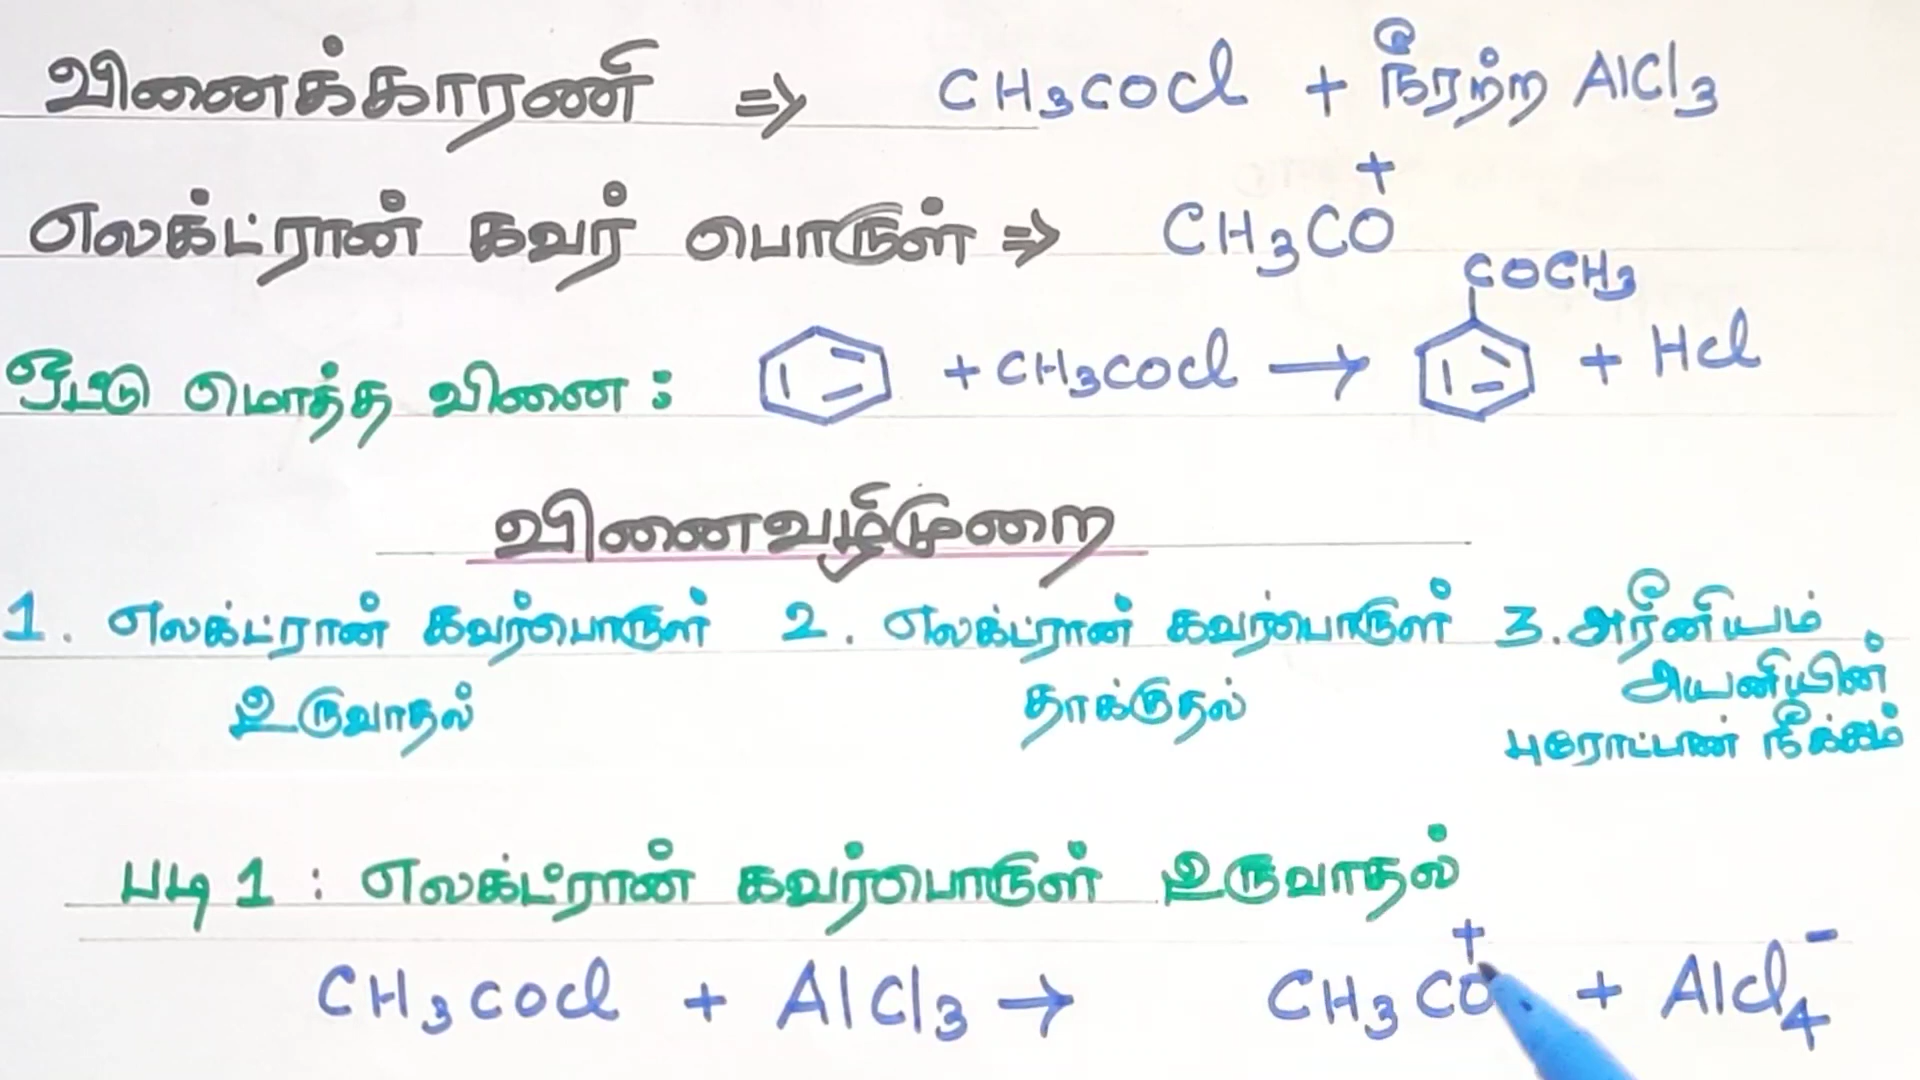 வினைக்காரணி ⇒ CH₃COCl + நீரற்ற AlCl₃
எலக்ட்ரான் கவர் பொருள் ⇒ CH₃CO⁺
ஒட்டு மொத்த வினை : + CH₃COCl → COCH₃ + HCl
வினைவழிமுறை
1. எலக்ட்ரான் கவர்பொருள் உருவாதல்
2. எலக்ட்ரான் கவர்பொருள் தாக்குதல்
3. அரீனியம் அயனியின் புரோட்டான் நீக்கம்
படி 1 : எலக்ட்ரான் கவர்பொருள் உருவாதல்
CH₃COCl + AlCl₃ → CH₃CO⁺ + AlCl₄⁻